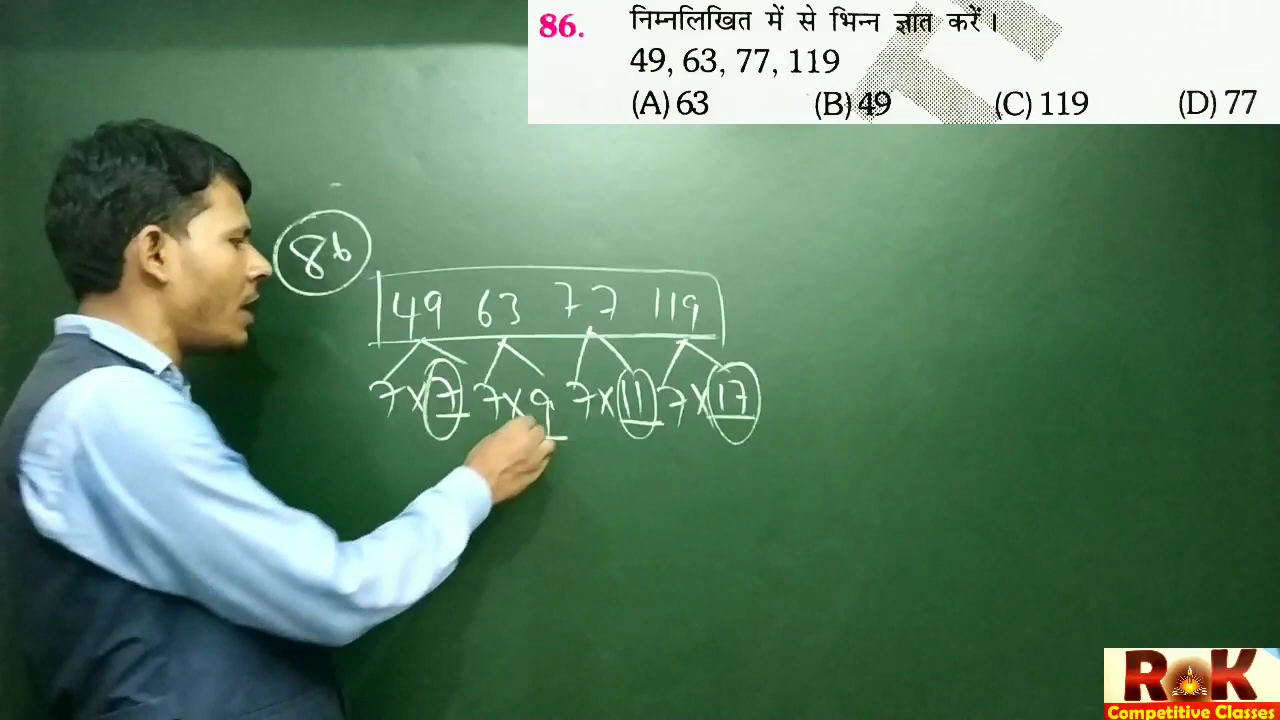 86. निम्नलिखित में से भिन्न ज्ञात करें।
49, 63, 77, 119
(A) 63 (B) 49 (C) 119 (D) 77
86
49 63 77 119
7×7 7×9 7×11 7×17
RK
Competitive Classes